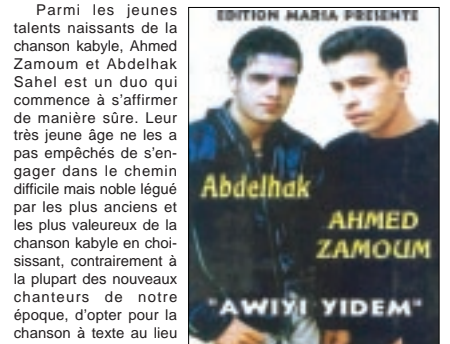 Parmi les jeunes
talents naissants de la
chanson kabyle, Ahmed
Zamoum et Abdelhak
Sahel est un duo qui
commence à s'affirmer
de manière sûre. Leur
très jeune âge ne les a
pas empêchés de s'en-
gager dans le chemin
difficile mais noble légué
par les plus anciens et
les plus valeureux de la
chanson kabyle en choi-
sissant, contrairement à
la plupart des nouveaux
chanteurs de notre
époque, d'opter pour la
chanson à texte au lieu
EDITION MARIA PRESENTE
Abdelhak
AHMED
ZAMOUM
"AWIYI YIDEM"